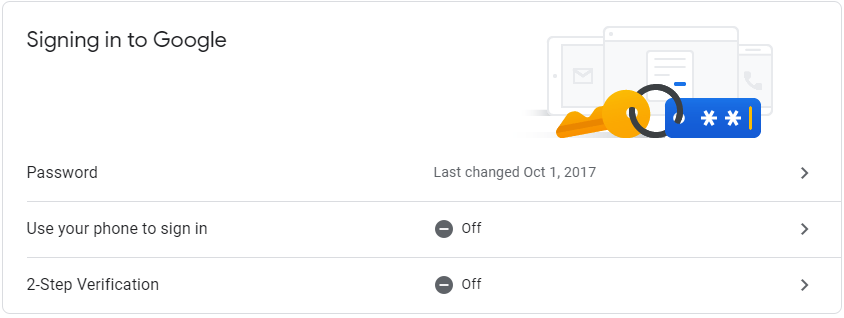 Signing in to Google
**
Password
Last changed Oct 1, 2017
Use your phone to sign in
Off
2-Step Verification
Off